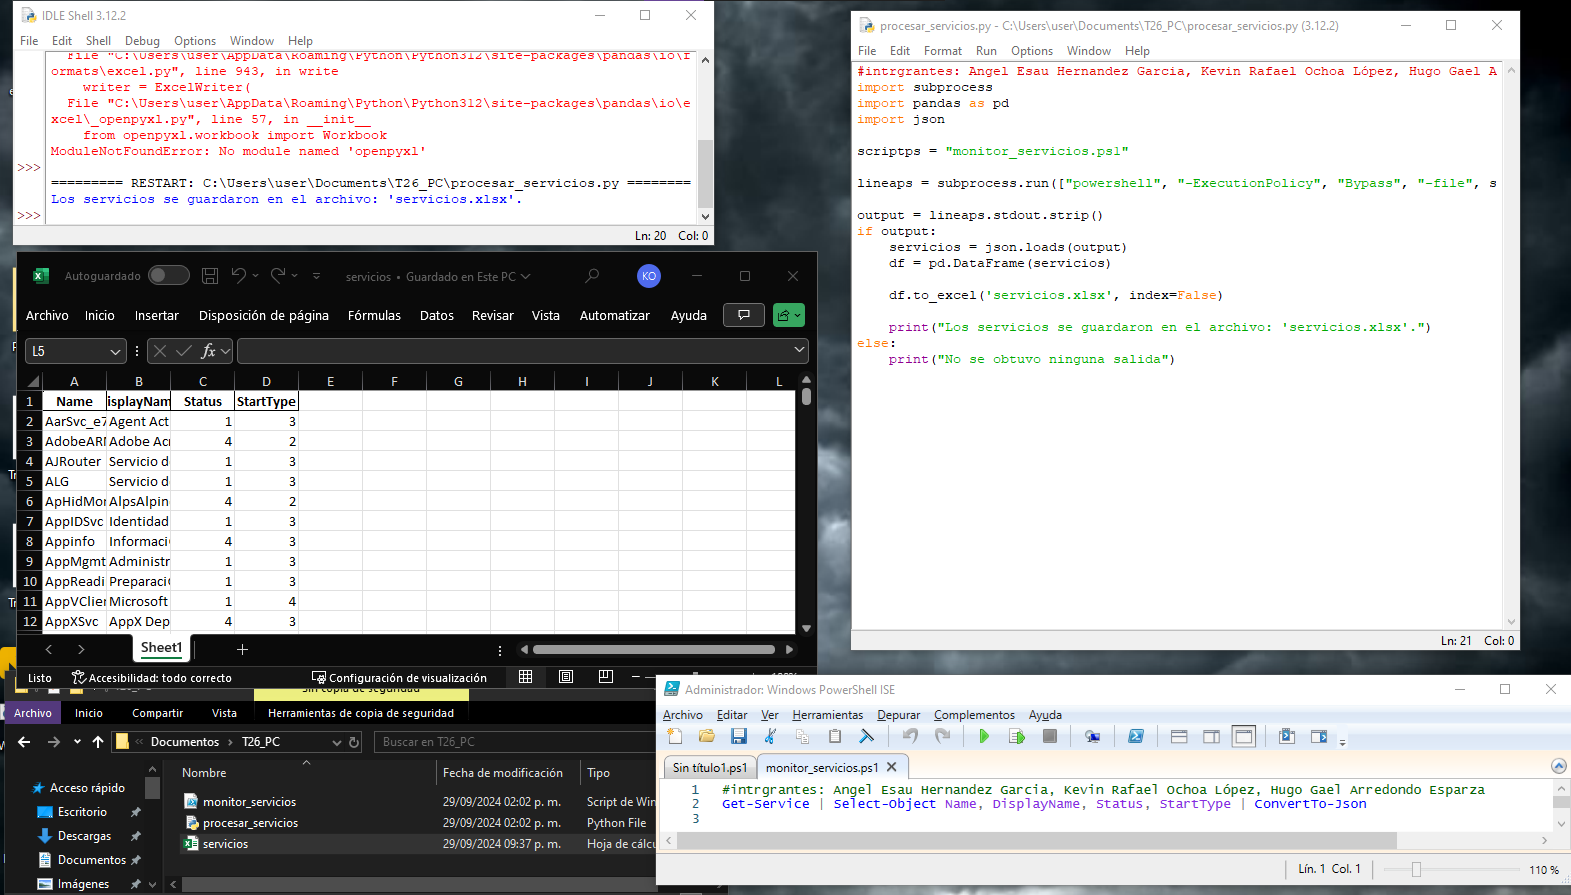 IDLE Shell 3.12.2
File Edit Shell Debug Options Window Help
File "C:\Users\user\AppData\Roaming\Python\Python312\site-packages\pandas\io\f
ormats\excel.py", line 943, in write
writer = ExcelWriter(
File "C:\Users\user\AppData\Roaming\Python\Python312\site-packages\pandas\io\e
xcel\_openpyxl.py", line 57, in __init__
from openpyxl.workbook import Workbook
ModuleNotFoundError: No module named 'openpyxl'
>>>
========= RESTART: C:\Users\user\Documents\T26_PC\procesar_servicios.py ========
Los servicios se guardaron en el archivo: 'servicios.xlsx'.
>>>
Ln: 20 Col: 0
procesar_servicios.py - C:\Users\user\Documents\T26_PC\procesar_servicios.py (3.12.2)
File Edit Format Run Options Window Help
#intrgrantes: Angel Esau Hernandez Garcia, Kevin Rafael Ochoa López, Hugo Gael A
import subprocess
import pandas as pd
import json
scriptps = "monitor_servicios.ps1"
lineaps = subprocess.run(["powershell", "-ExecutionPolicy", "Bypass", "-file", s
output = lineaps.stdout.strip()
if output:
servicios = json.loads(output)
df = pd.DataFrame(servicios)
df.to_excel('servicios.xlsx', index=False)
print("Los servicios se guardaron en el archivo: 'servicios.xlsx'.")
else:
print("No se obtuvo ninguna salida")
Ln: 21 Col: 0
Autoguardado servicios • Guardado en Este PC KO
Archivo Inicio Insertar Disposición de página Fórmulas Datos Revisar Vista Automatizar Ayuda
L5 fx
A B C D E F G H I J K L
1 Name isplayNam Status StartType
2 AarSvc_e7 Agent Act 1 3
3 AdobeARM Adobe Acr 4 2
4 AJRouter Servicio d 1 3
5 ALG Servicio d 1 3
6 ApHidMon AlpsAlpin 4 2
7 AppIDSvc Identidad 1 3
8 Appinfo Informaci 4 3
9 AppMgmt Administr 1 3
10 AppReadi Preparaci 1 3
11 AppVClien Microsoft 1 4
12 AppXSvc AppX Dep 4 3
Sheet1
Listo Accesibilidad: todo correcto Configuración de visualización
Archivo Inicio Compartir Vista Herramientas de copia de seguridad
Documentos T26_PC Buscar en T26_PC
Acceso rápido
Escritorio
Descargas
Documentos
Imágenes
Nombre Fecha de modificación Tipo
monitor_servicios 29/09/2024 02:02 p. m. Script de Win
procesar_servicios 29/09/2024 02:02 p. m. Python File
servicios 29/09/2024 09:37 p. m. Hoja de cálcu
Administrador: Windows PowerShell ISE
Archivo Editar Ver Herramientas Depurar Complementos Ayuda
Sin título1.ps1 monitor_servicios.ps1
1 #intrgrantes: Angel Esau Hernandez Garcia, Kevin Rafael Ochoa López, Hugo Gael Arredondo Esparza
2 Get-Service | Select-Object Name, DisplayName, Status, StartType | ConvertTo-Json
3
Lín. 1 Col. 1 110 %